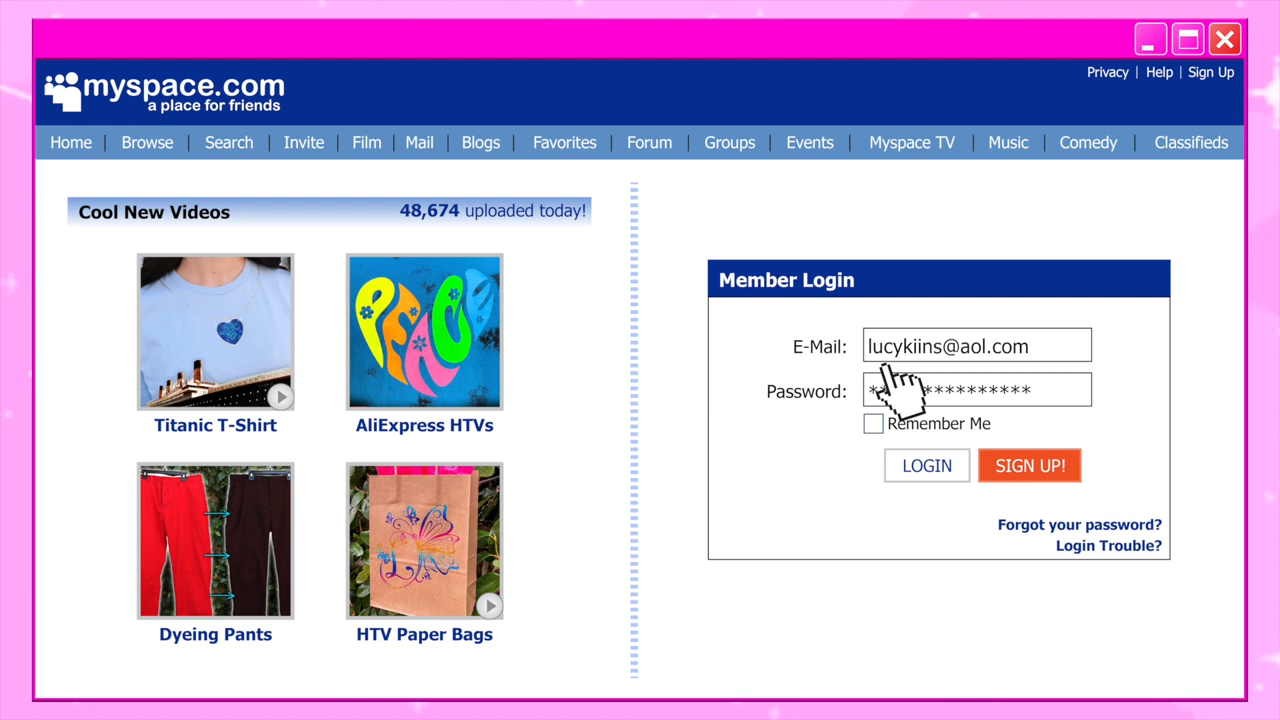 Privacy | Help | Sign Up
myspace.com
a place for friends
Home | Browse | Search | Invite | Film | Mail | Blogs | Favorites | Forum | Groups | Events | Myspace TV | Music | Comedy | Classifieds
Cool New Videos 48,674 uploaded today!
PEACE
Titanic T-Shirt AliExpress HTVs
Dyeing Pants HTV Paper Bags
Member Login
E-Mail: lucykiins@aol.com
Password: ** **********
Remember Me
LOGIN SIGN UP!
Forgot your password?
Login Trouble?